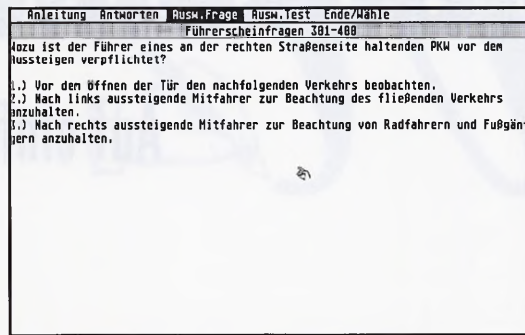 Anleitung Antworten Ausw.Frage Ausw.Test Ende/Wähle
Führerscheinfragen 301-400
Wozu ist der Führer eines an der rechten Straßenseite haltenden PKW vor dem
Aussteigen verpflichtet?
1.) Vor dem öffnen der Tür den nachfolgenden Verkehrs beobachten.
2.) Nach links aussteigende Mitfahrer zur Beachtung des fließenden Verkehrs
anzuhalten.
3.) Nach rechts aussteigende Mitfahrer zur Beachtung von Radfahrern und Fußgän
gern anzuhalten.